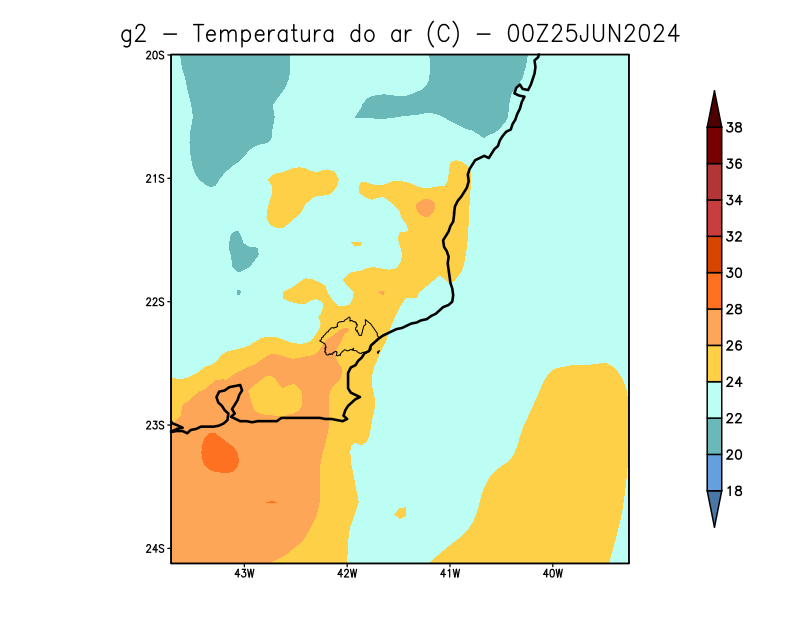 g2 – Temperatura do ar (C) – 00Z25JUN2024
20S
21S
22S
23S
24S
43W
42W
41W
40W
38
36
34
32
30
28
26
24
22
20
18